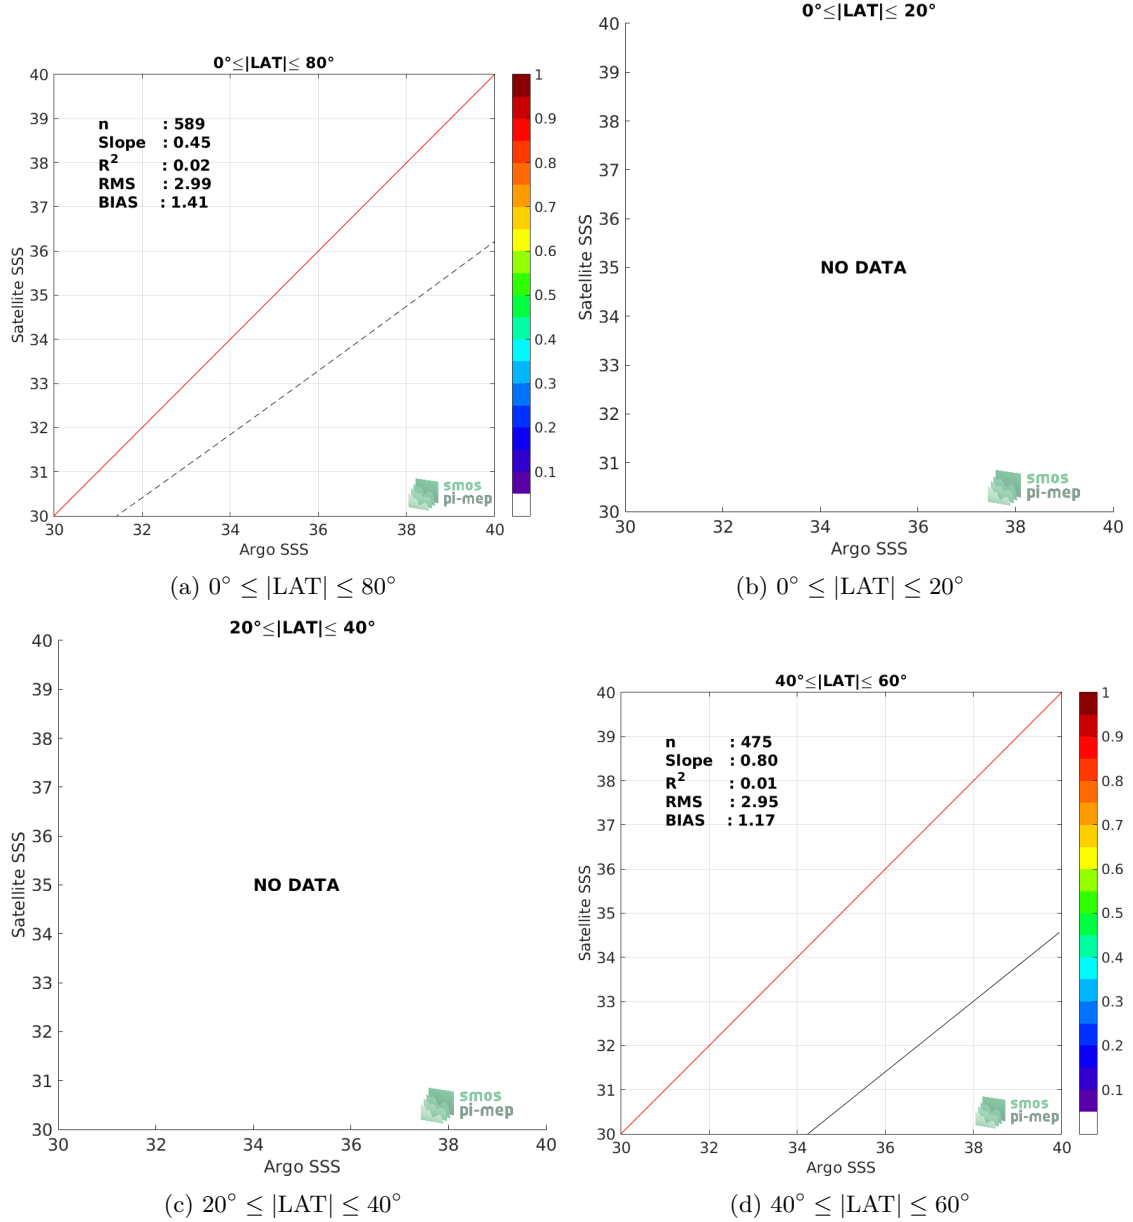 0°≤|LAT|≤ 80°
n : 589
Slope : 0.45
R² : 0.02
RMS : 2.99
BIAS : 1.41
40
39
38
37
36
35
34
33
32
31
30
30 32 34 36 38 40
1
0.9
0.8
0.7
0.6
0.5
0.4
0.3
0.2
0.1
Satellite SSS
Argo SSS
smos
pi-mep
(a) 0° ≤ |LAT| ≤ 80°
0°≤|LAT|≤ 20°
40
39
38
37
36
35
34
33
32
31
30
30 32 34 36 38 40
NO DATA
Satellite SSS
Argo SSS
smos
pi-mep
(b) 0° ≤ |LAT| ≤ 20°
20°≤|LAT|≤ 40°
40
39
38
37
36
35
34
33
32
31
30
30 32 34 36 38 40
NO DATA
Satellite SSS
Argo SSS
smos
pi-mep
(c) 20° ≤ |LAT| ≤ 40°
40°≤|LAT|≤ 60°
n : 475
Slope : 0.80
R² : 0.01
RMS : 2.95
BIAS : 1.17
40
39
38
37
36
35
34
33
32
31
30
30 32 34 36 38 40
1
0.9
0.8
0.7
0.6
0.5
0.4
0.3
0.2
0.1
Satellite SSS
Argo SSS
smos
pi-mep
(d) 40° ≤ |LAT| ≤ 60°